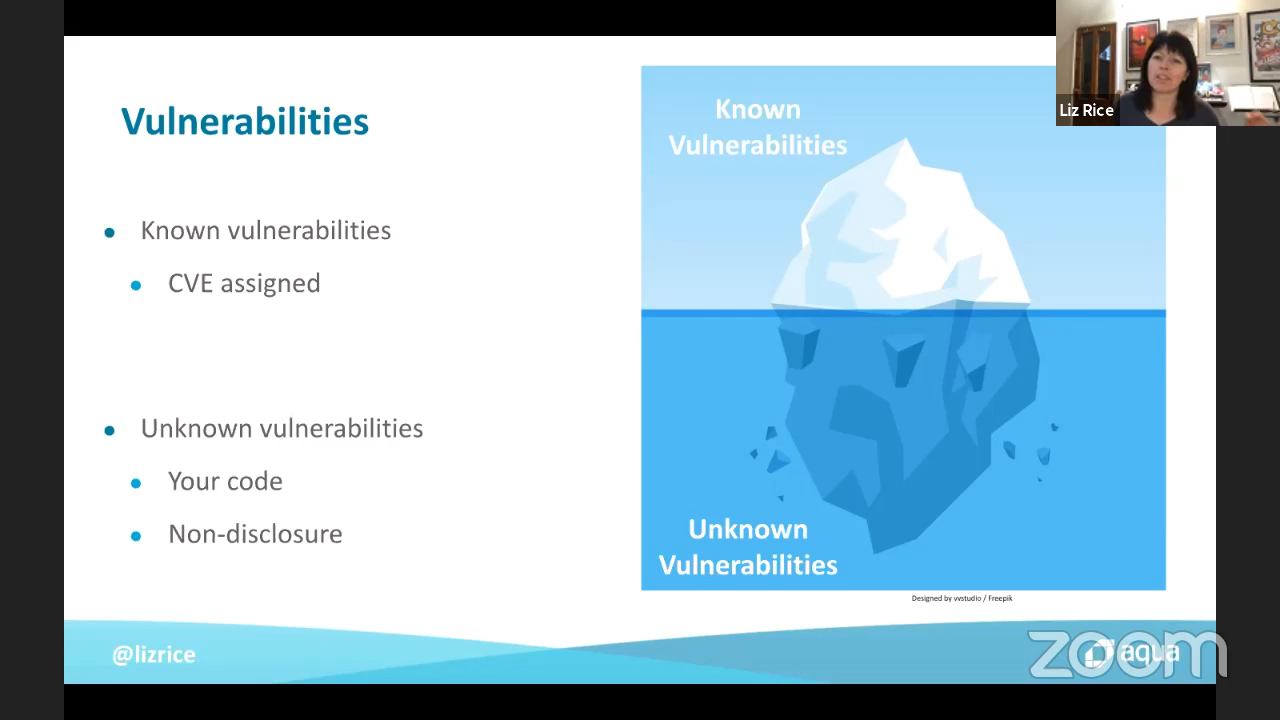 Vulnerabilities
Known vulnerabilities
CVE assigned
Unknown vulnerabilities
Your code
Non-disclosure
Known
Vulnerabilities
Unknown
Vulnerabilities
Designed by vvstudio / Freepik
Liz Rice
@lizrice
aqua
zoom